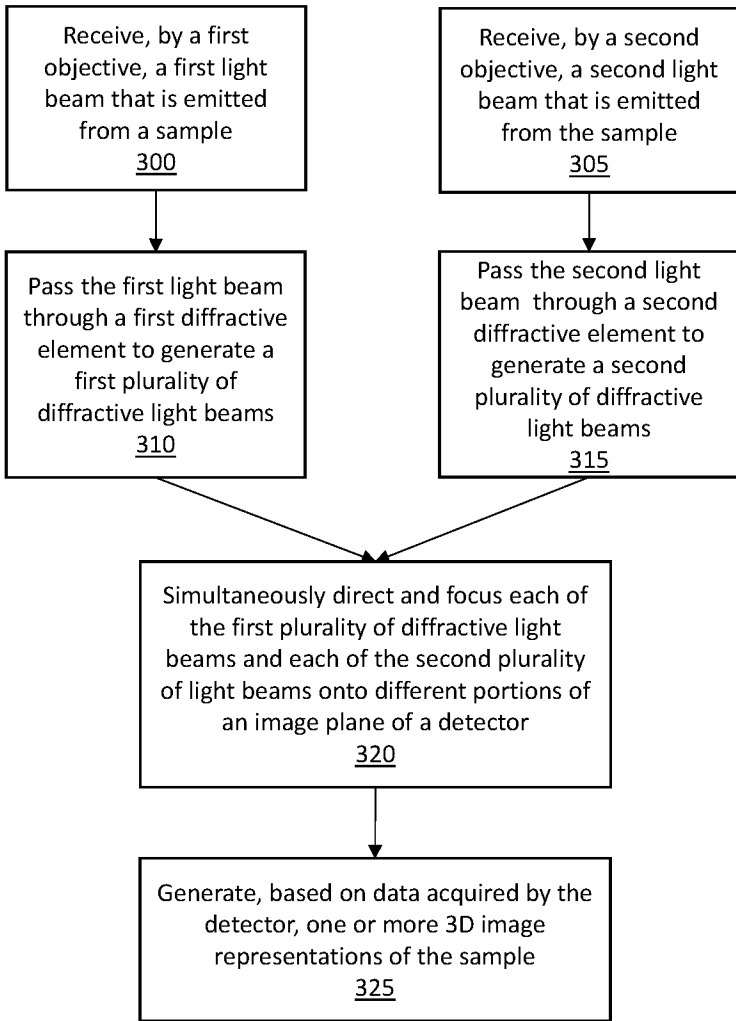 Receive, by a first
objective, a first light
beam that is emitted
from a sample
300
Receive, by a second
objective, a second light
beam that is emitted
from the sample
305
Pass the first light beam
through a first diffractive
element to generate a
first plurality of
diffractive light beams
310
Pass the second light
beam through a second
diffractive element to
generate a second
plurality of diffractive
light beams
315
Simultaneously direct and focus each of
the first plurality of diffractive light
beams and each of the second plurality
of light beams onto different portions of
an image plane of a detector
320
Generate, based on data acquired by the
detector, one or more 3D image
representations of the sample
325